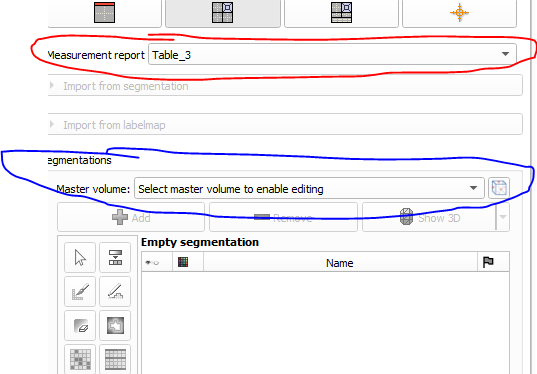 Measurement report Table_3
Import from segmentation
Import from labelmap
egmentations
Master volume: Select master volume to enable editing
Add Remove Show 3D
Empty segmentation
Name